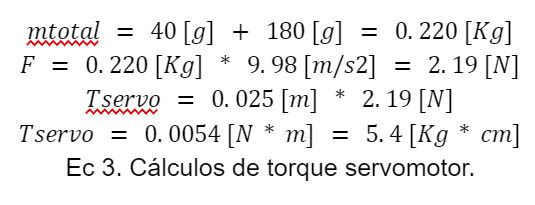 mtotal = 40 [g] + 180 [g] = 0. 220 [Kg]
F = 0. 220 [Kg] * 9. 98 [m/s2] = 2. 19 [N]
Tservo = 0. 025 [m] * 2. 19 [N]
Tservo = 0. 0054 [N * m] = 5. 4 [Kg * cm]
Ec 3. Cálculos de torque servomotor.